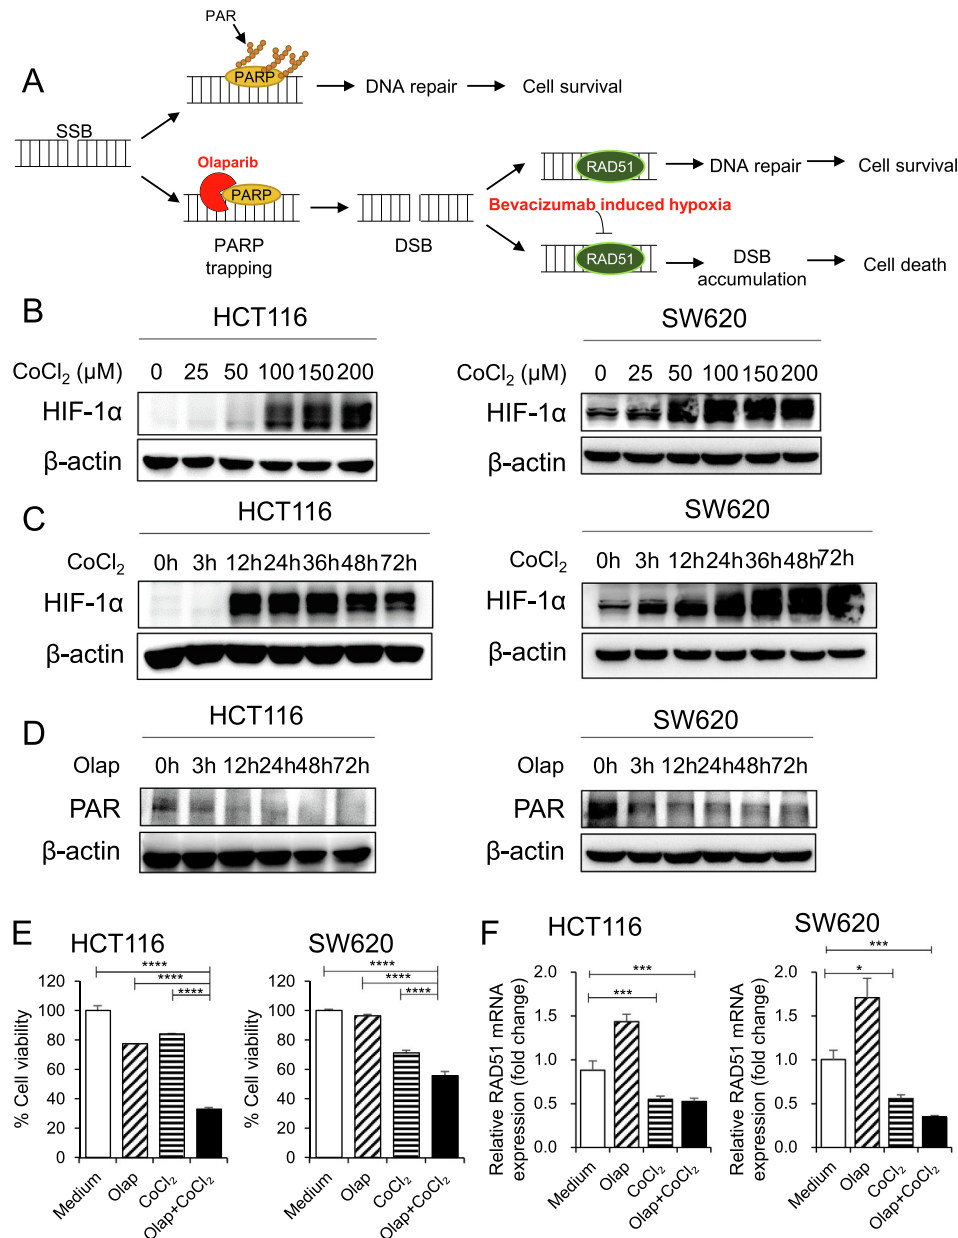 A
PAR
PARP
DNA repair
Cell survival
SSB
Olaparib
PARP
PARP
trapping
DSB
RAD51
DNA repair
Cell survival
Bevacizumab induced hypoxia
RAD51
DSB
accumulation
Cell death
B
HCT116
CoCl₂ (µM) 0 25 50 100 150 200
HIF-1α
β-actin
SW620
CoCl₂ (µM) 0 25 50 100 150 200
HIF-1α
β-actin
C
HCT116
CoCl₂ 0h 3h 12h 24h 36h 48h 72h
HIF-1α
β-actin
SW620
CoCl₂ 0h 3h 12h 24h 36h 48h 72h
HIF-1α
β-actin
D
HCT116
Olap 0h 3h 12h 24h 48h 72h
PAR
β-actin
SW620
Olap 0h 3h 12h 24h 48h 72h
PAR
β-actin
E
HCT116
****
****
****
% Cell viability
120
100
80
60
40
20
0
Medium
Olap
CoCl₂
Olap+CoCl₂
SW620
****
****
****
% Cell viability
120
100
80
60
40
20
0
Medium
Olap
CoCl₂
Olap+CoCl₂
F
HCT116
***
***
Relative RAD51 mRNA
expression (fold change)
2.0
1.5
1.0
0.5
0.0
Medium
Olap
CoCl₂
Olap+CoCl₂
SW620
***
*
Relative RAD51 mRNA
expression (fold change)
2.0
1.5
1.0
0.5
0.0
Medium
Olap
CoCl₂
Olap+CoCl₂